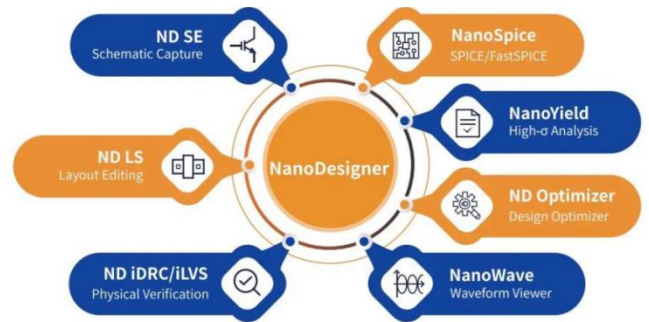 ND SE
Schematic Capture
NanoSpice
SPICE/FastSPICE
NanoYield
High-σ Analysis
ND LS
Layout Editing
NanoDesigner
ND Optimizer
Design Optimizer
ND iDRC/iLVS
Physical Verification
NanoWave
Waveform Viewer